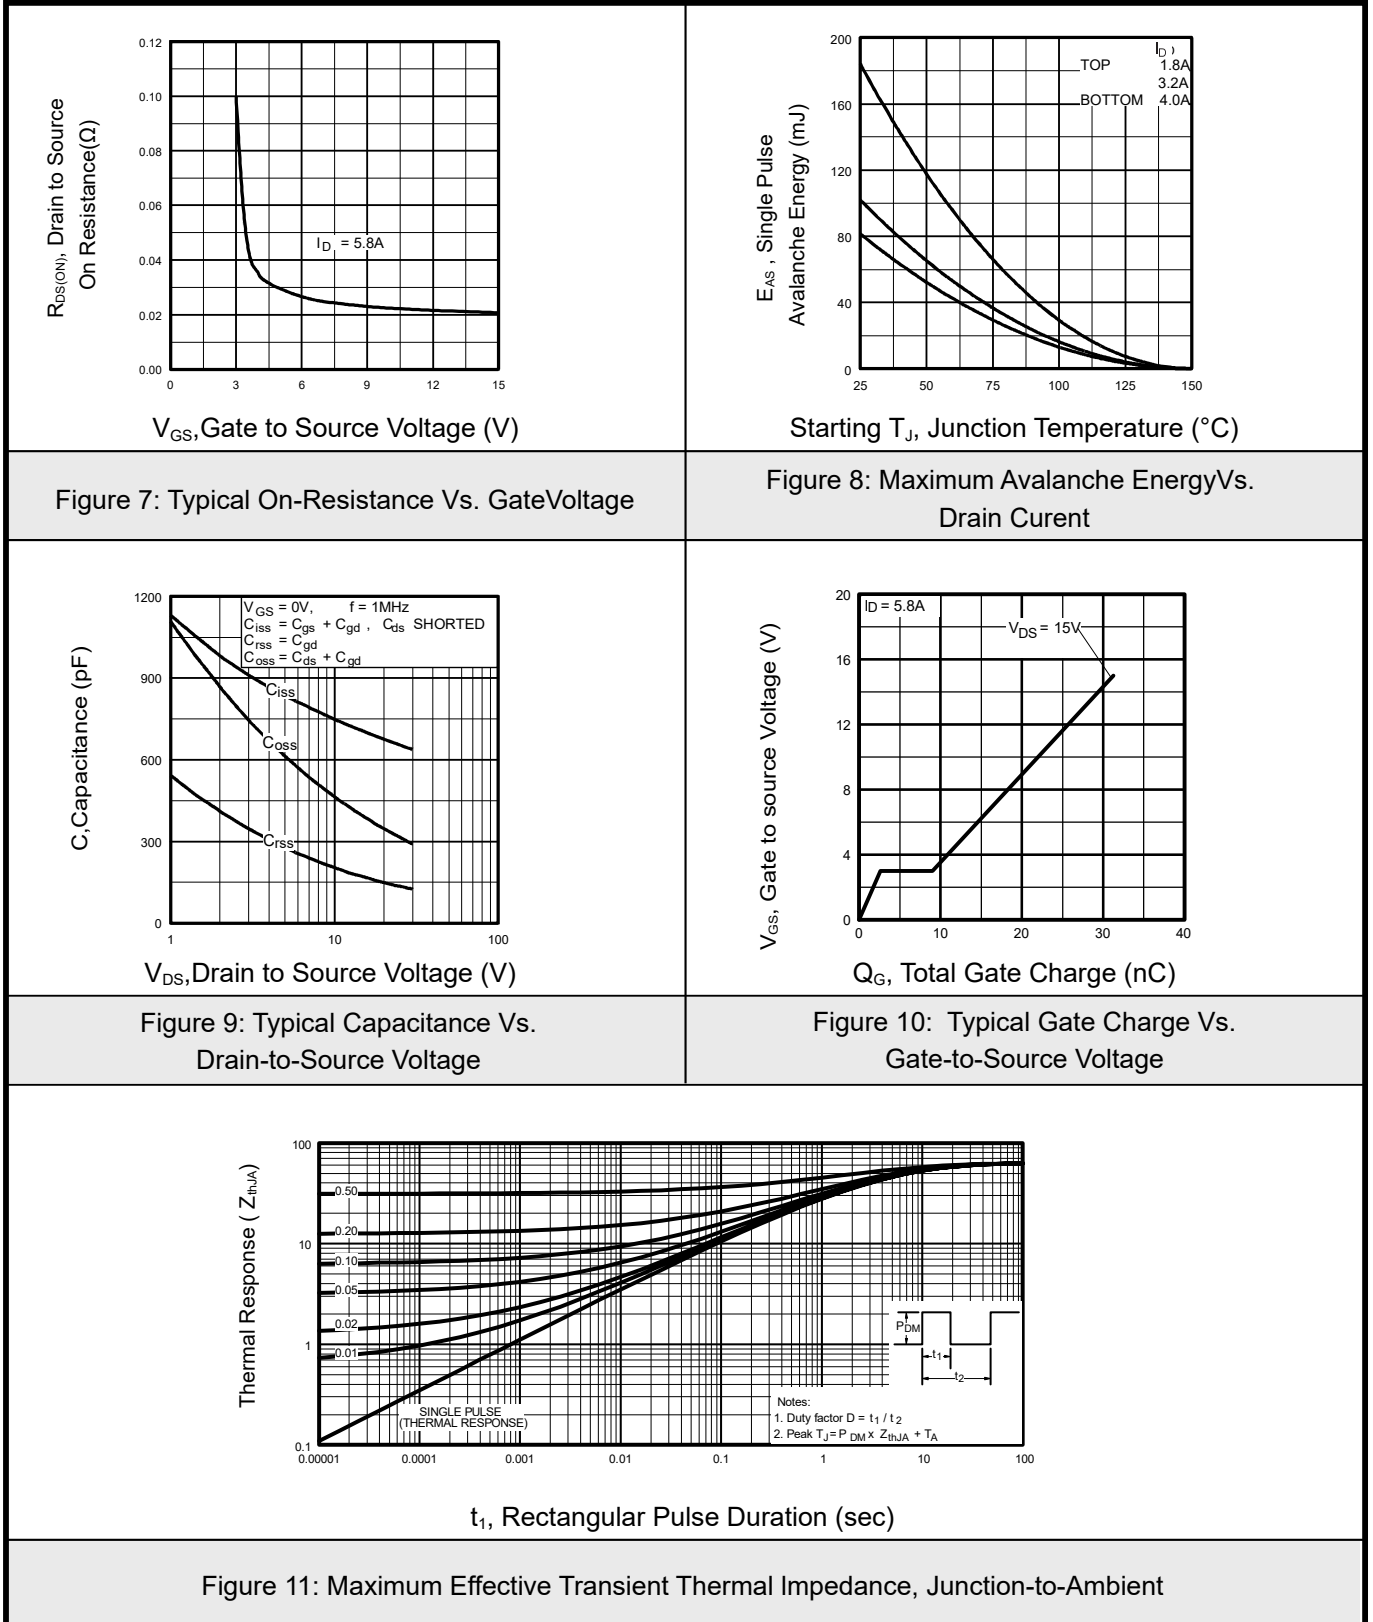 0.12
0.10
0.08
0.06
0.04
0.02
0.00
0 3 6 9 12 15
RDS(ON), Drain to Source
On Resistance(Ω)
ID = 5.8A
VGS,Gate to Source Voltage (V)
Figure 7: Typical On-Resistance Vs. GateVoltage
200
160
120
80
40
0
25 50 75 100 125 150
EAS , Single Pulse
Avalanche Energy (mJ)
ID )
TOP 1.8A
3.2A
BOTTOM 4.0A
Starting TJ, Junction Temperature (°C)
Figure 8: Maximum Avalanche EnergyVs.
Drain Curent
1200
900
600
300
0
1 10 100
C,Capacitance (pF)
VGS = 0V, f = 1MHz
Ciss = Cgs + Cgd , Cds SHORTED
Crss = Cgd
Coss = Cds + Cgd
Ciss
Coss
Crss
VDS,Drain to Source Voltage (V)
Figure 9: Typical Capacitance Vs.
Drain-to-Source Voltage
20
16
12
8
4
0
0 10 20 30 40
VGS, Gate to source Voltage (V)
ID = 5.8A
VDS = 15V
QG, Total Gate Charge (nC)
Figure 10: Typical Gate Charge Vs.
Gate-to-Source Voltage
100
10
1
0.1
0.00001 0.0001 0.001 0.01 0.1 1 10 100
Thermal Response ( ZthJA)
0.50
0.20
0.10
0.05
0.02
0.01
SINGLE PULSE
(THERMAL RESPONSE)
PDM
t1
t2
Notes:
1. Duty factor D = t1 / t2
2. Peak TJ = PDM x ZthJA + TA
t1, Rectangular Pulse Duration (sec)
Figure 11: Maximum Effective Transient Thermal Impedance, Junction-to-Ambient